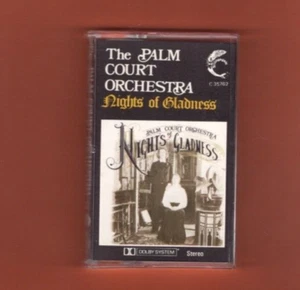 The PALM
COURT
ORCHESTRA
Nights of Gladness
PALM COURT ORCHESTRA
NIGHTS of GLADNESS
DOLBY SYSTEM
Stereo